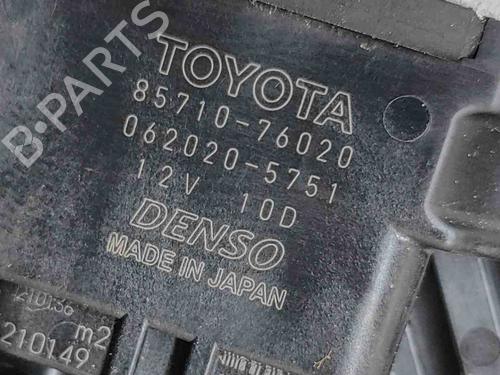 B-PARTS
TOYOTA
85710-76020
062020-5751
12V 10D
DENSO
MADE IN JAPAN
210136
m2
210149